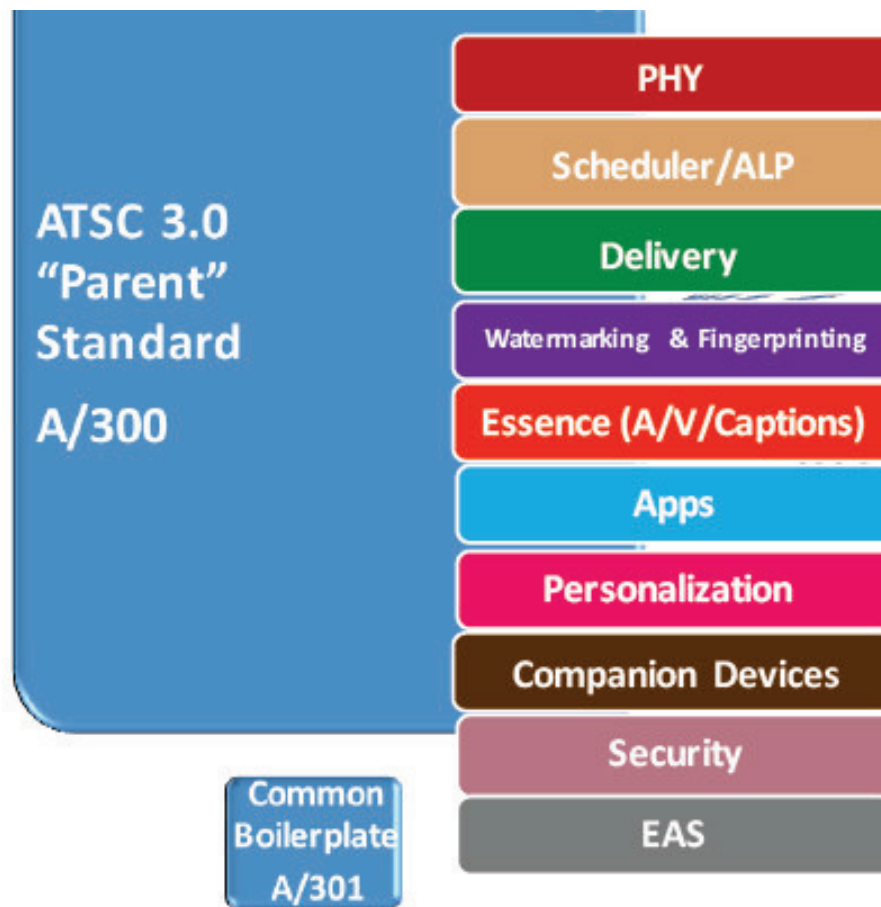 ATSC 3.0
“Parent”
Standard
A/300
PHY
Scheduler/ALP
Delivery
Watermarking & Fingerprinting
Essence (A/V/Captions)
Apps
Personalization
Companion Devices
Security
EAS
Common
Boilerplate
A/301